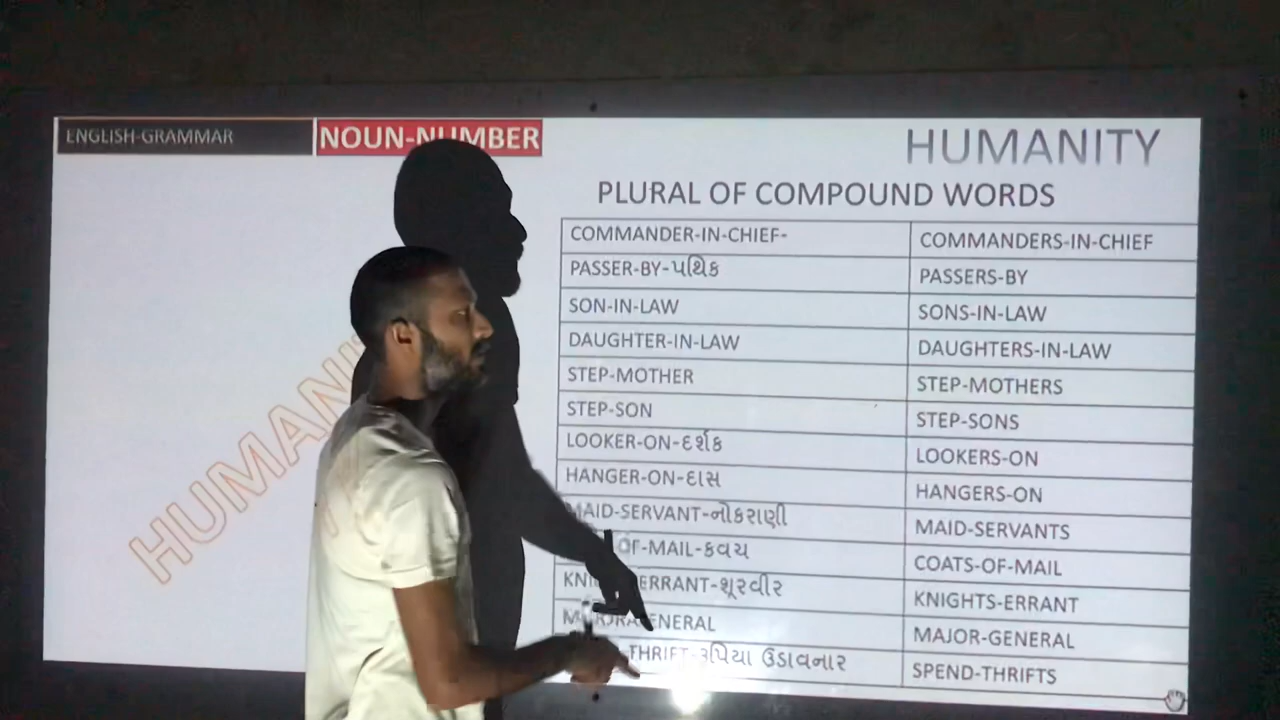 ENGLISH-GRAMMAR
NOUN-NUMBER
HUMANITY
PLURAL OF COMPOUND WORDS
COMMANDER-IN-CHIEF- COMMANDERS-IN-CHIEF
PASSER-BY-પથિક PASSERS-BY
SON-IN-LAW SONS-IN-LAW
DAUGHTER-IN-LAW DAUGHTERS-IN-LAW
STEP-MOTHER STEP-MOTHERS
STEP-SON STEP-SONS
LOOKER-ON-દર્શક LOOKERS-ON
HANGER-ON-દાસ HANGERS-ON
MAID-SERVANT-નોકરાણી MAID-SERVANTS
OF-MAIL-કવચ COATS-OF-MAIL
ERRANT-શૂરવીર KNIGHTS-ERRANT
MAJOR-GENERAL
THRIFT-રૂપિયા ઉડાવનાર SPEND-THRIFTS